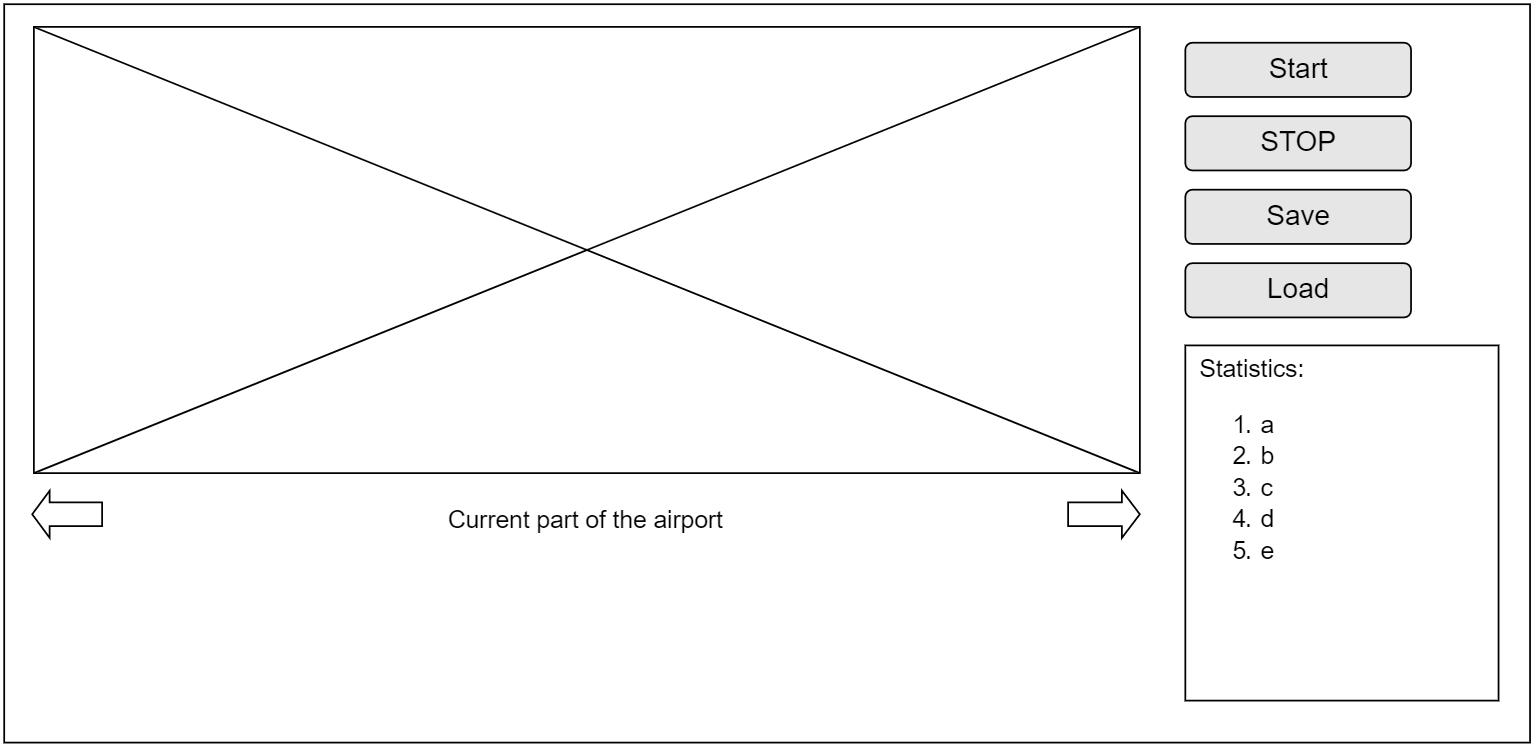 Start
STOP
Save
Load
Statistics:
1. a
2. b
3. c
4. d
5. e
Current part of the airport